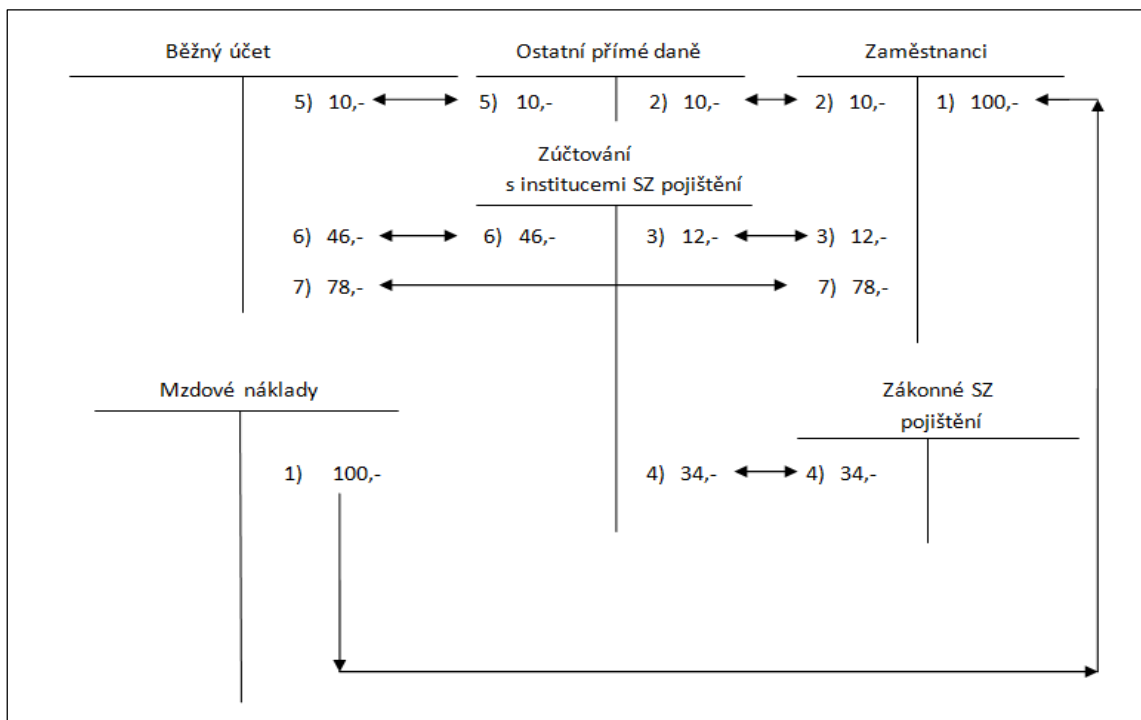 Běžný účet Ostatní přímé daně Zaměstnanci
5) 10,- 5) 10,- 2) 10,- 2) 10,- 1) 100,-
Zúčtování
s institucemi SZ pojištění
6) 46,- 6) 46,- 3) 12,- 3) 12,-
7) 78,- 7) 78,-
Mzdové náklady Zákonné SZ
pojištění
1) 100,- 4) 34,- 4) 34,-